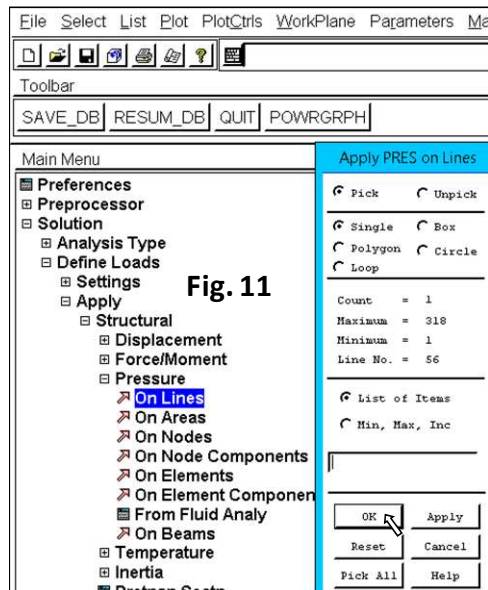 File Select List Plot PlotCtrls WorkPlane Parameters Ma
Toolbar
SAVE_DB RESUM_DB QUIT POWRGRPH
Main Menu
Preferences
Preprocessor
Solution
Analysis Type
Define Loads
Settings
Apply
Structural
Displacement
Force/Moment
Pressure
On Lines
On Areas
On Nodes
On Node Components
On Elements
On Element Componen
From Fluid Analy
On Beams
Temperature
Inertia
Pretnsn Sectn
Fig. 11
Apply PRES on Lines
Pick Unpick
Single Box
Polygon Circle
Loop
Count = 1
Maximum = 318
Minimum = 1
Line No. = 56
List of Items
Min, Max, Inc
OK Apply
Reset Cancel
Pick All Help